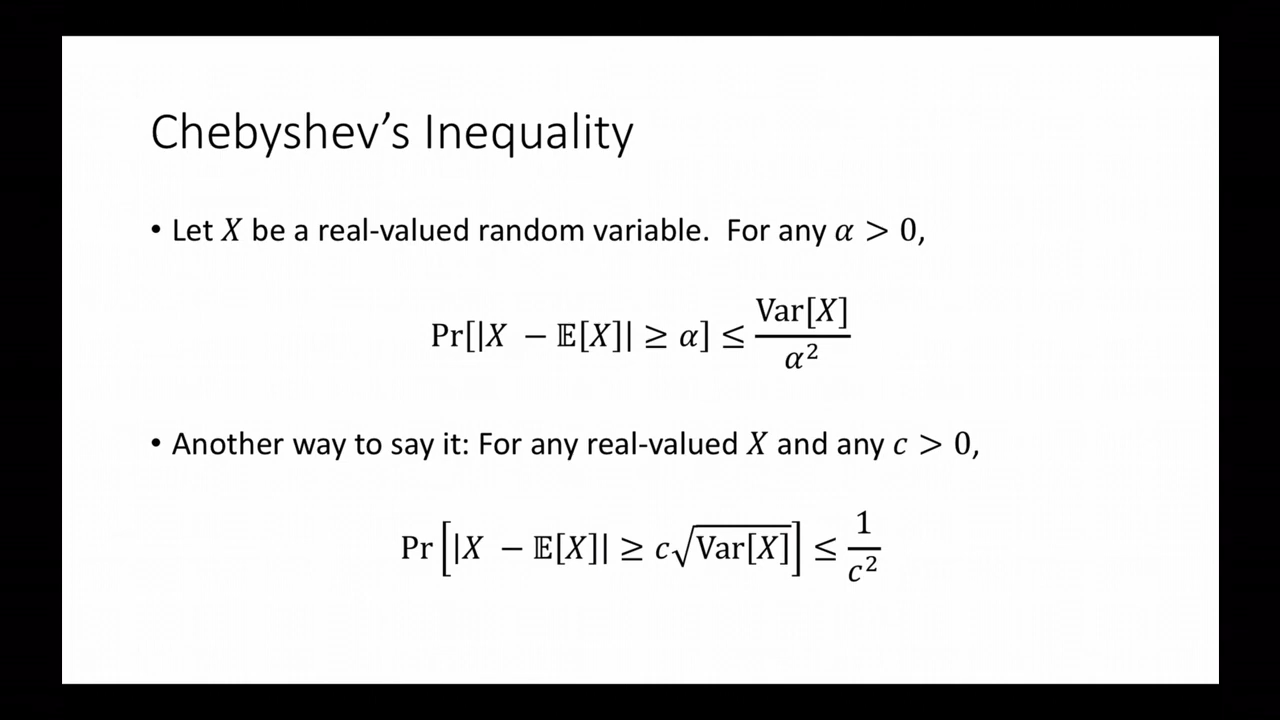 Chebyshev’s Inequality
• Let X be a real-valued random variable. For any α > 0,
Pr[|X − 𝔼[X]| ≥ α] ≤ Var[X] / α²
• Another way to say it: For any real-valued X and any c > 0,
Pr[|X − 𝔼[X]| ≥ c√Var[X]] ≤ 1 / c²